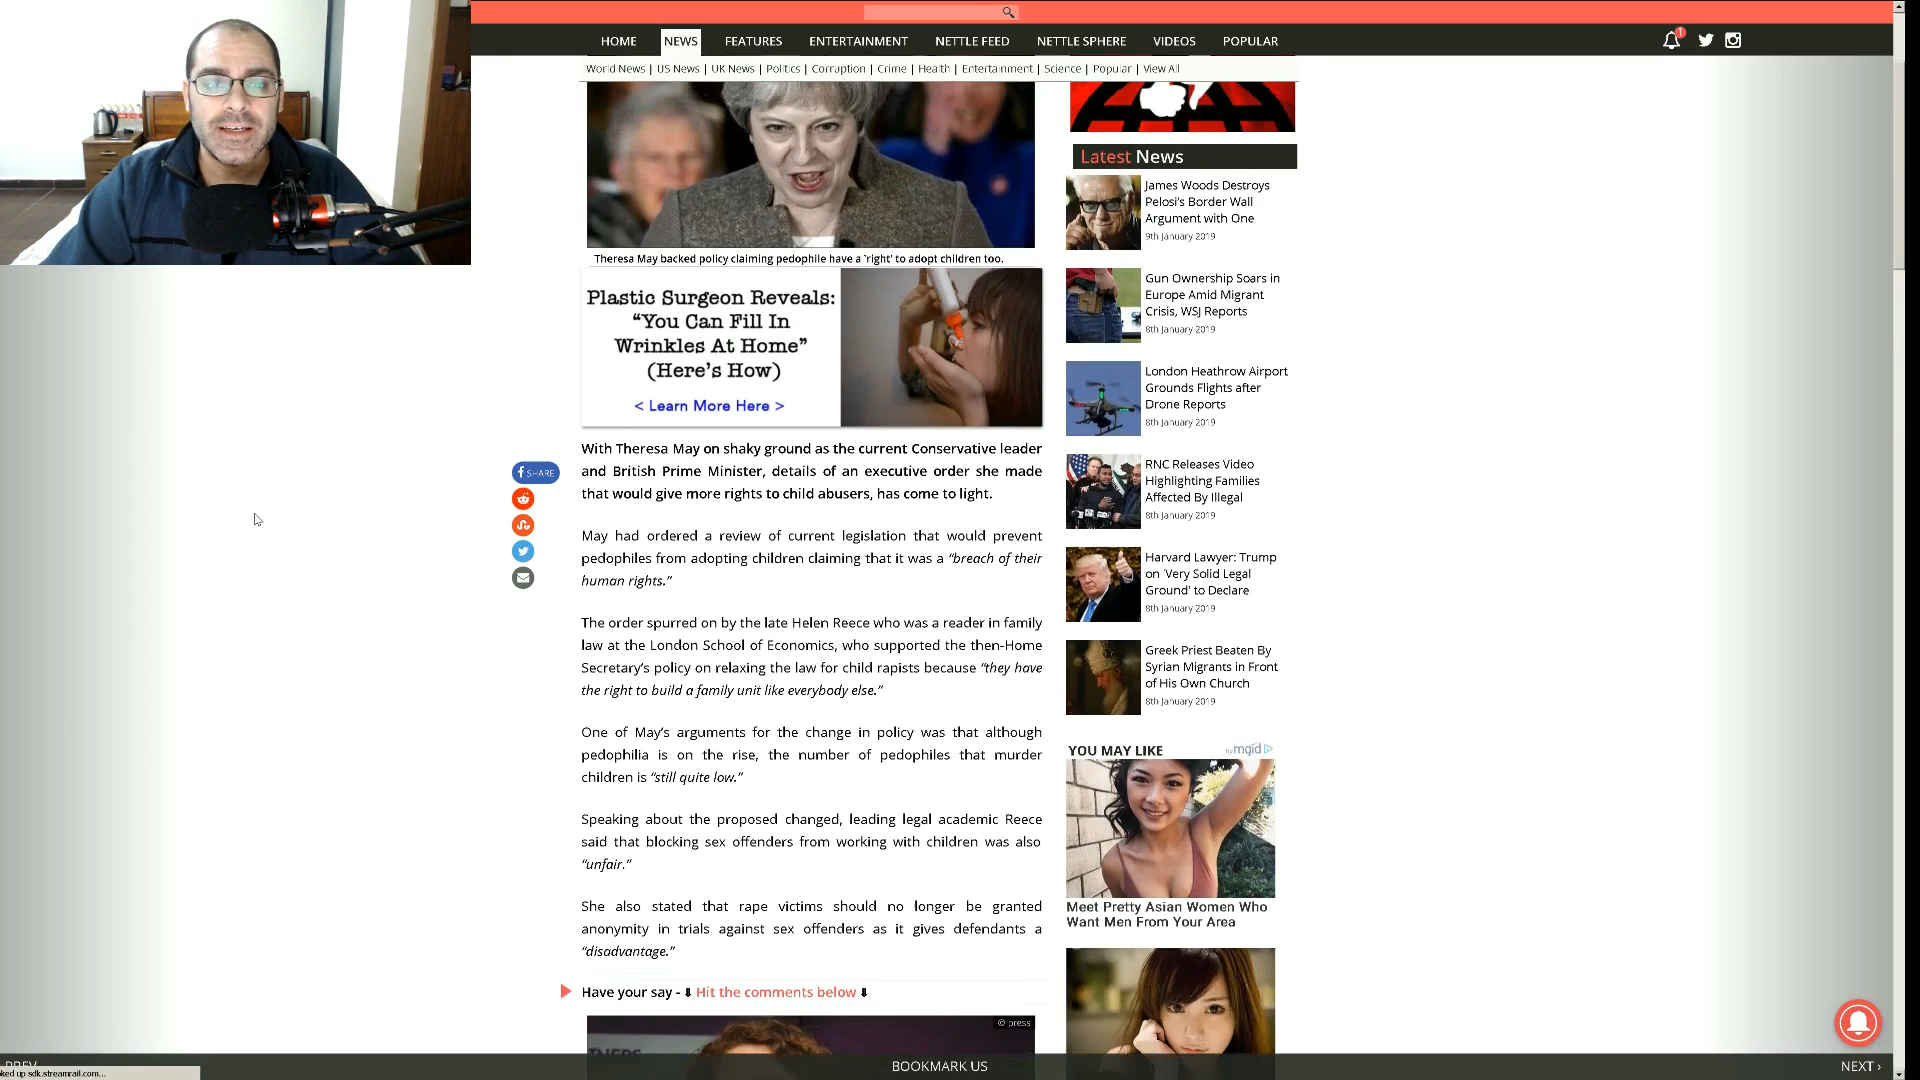 HOME NEWS FEATURES ENTERTAINMENT NETTLE FEED NETTLE SPHERE VIDEOS POPULAR
1
World News | US News | UK News | Politics | Corruption | Crime | Health | Entertainment | Science | Popular | View All
Theresa May backed policy claiming pedophile have a 'right' to adopt children too.
Plastic Surgeon Reveals:
“You Can Fill In
Wrinkles At Home”
(Here's How)
< Learn More Here >
SHARE
With Theresa May on shaky ground as the current Conservative leader
and British Prime Minister, details of an executive order she made
that would give more rights to child abusers, has come to light.
May had ordered a review of current legislation that would prevent
pedophiles from adopting children claiming that it was a “breach of their
human rights.”
The order spurred on by the late Helen Reece who was a reader in family
law at the London School of Economics, who supported the then-Home
Secretary's policy on relaxing the law for child rapists because “they have
the right to build a family unit like everybody else.”
One of May's arguments for the change in policy was that although
pedophilia is on the rise, the number of pedophiles that murder
children is “still quite low.”
Speaking about the proposed changed, leading legal academic Reece
said that blocking sex offenders from working with children was also
“unfair.”
She also stated that rape victims should no longer be granted
anonymity in trials against sex offenders as it gives defendants a
“disadvantage.”
Have your say - ⬇ Hit the comments below ⬇
© press
Latest News
James Woods Destroys
Pelosi's Border Wall
Argument with One
9th January 2019
Gun Ownership Soars in
Europe Amid Migrant
Crisis, WSJ Reports
8th January 2019
London Heathrow Airport
Grounds Flights after
Drone Reports
8th January 2019
RNC Releases Video
Highlighting Families
Affected By Illegal
8th January 2019
Harvard Lawyer: Trump
on 'Very Solid Legal
Ground' to Declare
8th January 2019
Greek Priest Beaten By
Syrian Migrants in Front
of His Own Church
8th January 2019
YOU MAY LIKE
by mgid
Meet Pretty Asian Women Who
Want Men From Your Area
BOOKMARK US
NEXT ›
up sdk.streamrail.com...